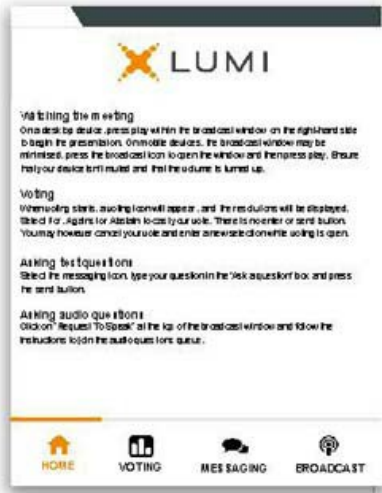 LUMI
Watching the meeting
On a desktop device, press play within the broadcast window on the right-hand side
to begin the presentation. On mobile devices, the broadcast window may be
minimised, press the broadcast icon to open the window and then press play. Ensure
that your device isn't muted and that the volume is turned up.
Voting
When voting starts, a voting icon will appear, and the resolutions will be displayed.
Select For, Against or Abstain to cast your vote. There is no enter or send button.
You may however cancel your vote and enter a new selection while voting is open.
Asking text questions
Select the messaging icon, type your question in the 'Ask a question' box and press
the send button.
Asking audio questions
Click on "Request To Speak" at the top of the broadcast window and follow the
instructions to join the audio questions queue.
HOME
VOTING
MESSAGING
BROADCAST